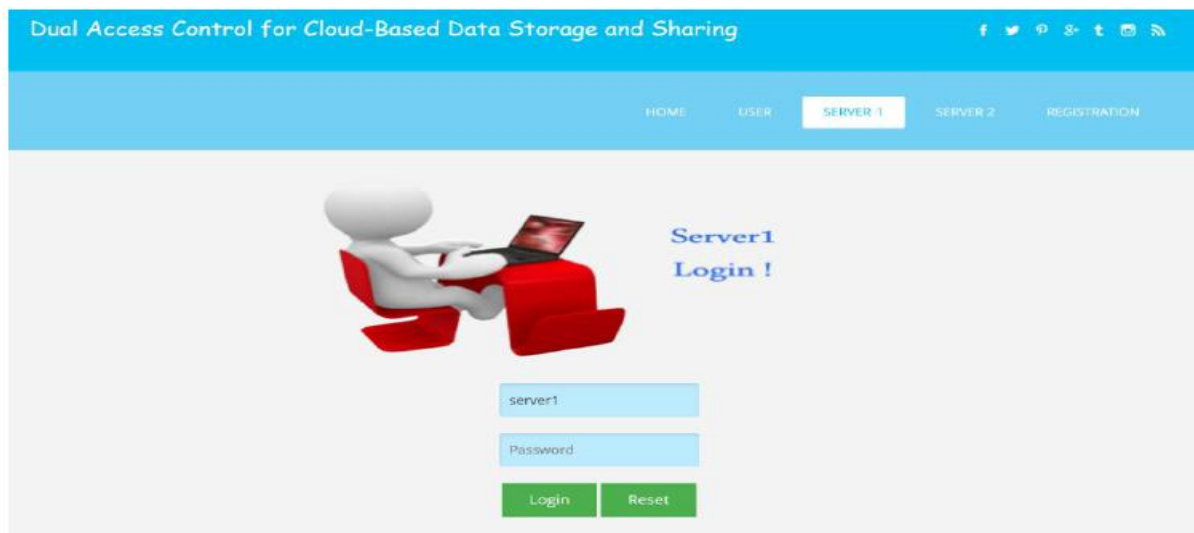 Dual Access Control for Cloud-Based Data Storage and Sharing
HOME USER SERVER 1 SERVER 2 REGISTRATION
Server1
Login !
server1
Password
Login Reset